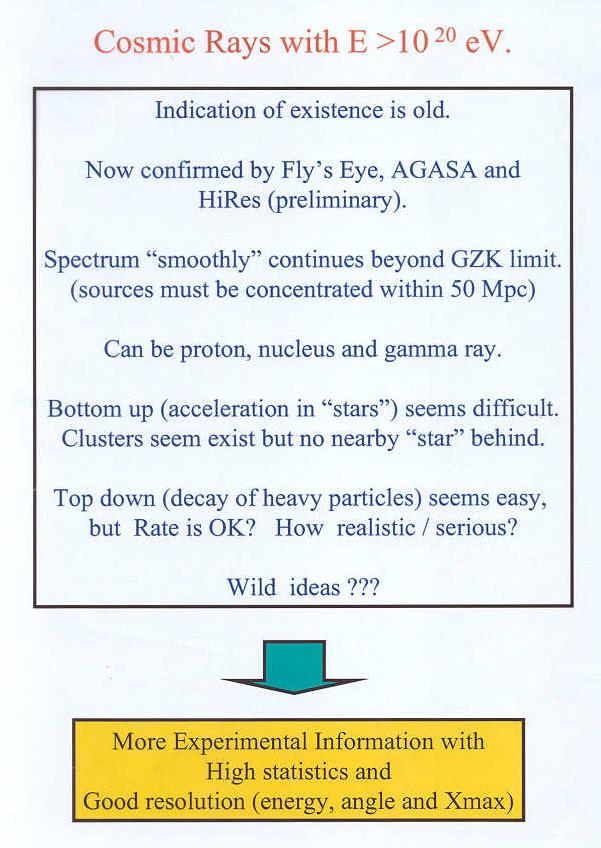 Cosmic Rays with E >10 20 eV.
Indication of existence is old.
Now confirmed by Fly's Eye, AGASA and
HiRes (preliminary).
Spectrum “smoothly” continues beyond GZK limit.
(sources must be concentrated within 50 Mpc)
Can be proton, nucleus and gamma ray.
Bottom up (acceleration in “stars”) seems difficult.
Clusters seem exist but no nearby “star” behind.
Top down (decay of heavy particles) seems easy,
but Rate is OK? How realistic / serious?
Wild ideas ???
More Experimental Information with
High statistics and
Good resolution (energy, angle and Xmax)